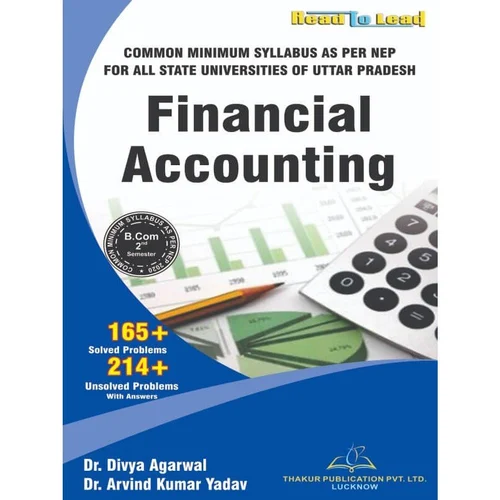 Read To Lead
COMMON MINIMUM SYLLABUS AS PER NEP
FOR ALL STATE UNIVERSITIES OF UTTAR PRADESH
Financial
Accounting
COMMON MINIMUM SYLLABUS AS PER NEP 2020
B.Com
2nd
Semester
165+
Solved Problems
214+
Unsolved Problems
With Answers
Dr. Divya Agarwal
Dr. Arvind Kumar Yadav
THAKUR PUBLICATION PVT. LTD.
LUCKNOW